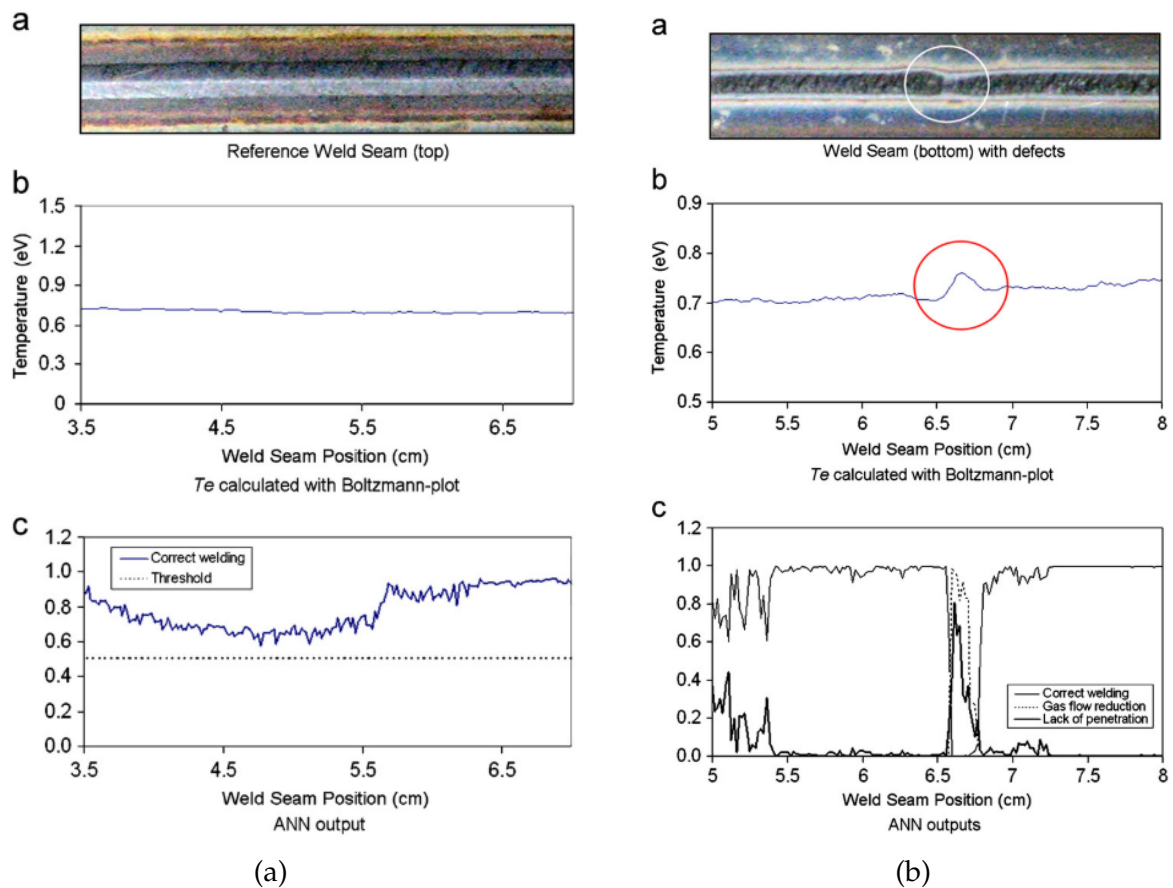 a
Reference Weld Seam (top)
b
1.5
1.2
0.9
0.6
0.3
0
Temperature (eV)
3.5 4.5 5.5 6.5
Weld Seam Position (cm)
Te calculated with Boltzmann-plot
c
1.2
1.0
0.8
0.6
0.4
0.2
0.0
Correct welding
Threshold
3.5 4.5 5.5 6.5
Weld Seam Position (cm)
ANN output
(a)
a
Weld Seam (bottom) with defects
b
0.9
0.8
0.7
0.6
0.5
Temperature (eV)
5 5.5 6 6.5 7 7.5 8
Weld Seam Position (cm)
Te calculated with Boltzmann-plot
c
1.2
1.0
0.8
0.6
0.4
0.2
0.0
Correct welding
Gas flow reduction
Lack of penetration
5 5.5 6 6.5 7 7.5 8
Weld Seam Position (cm)
ANN outputs
(b)